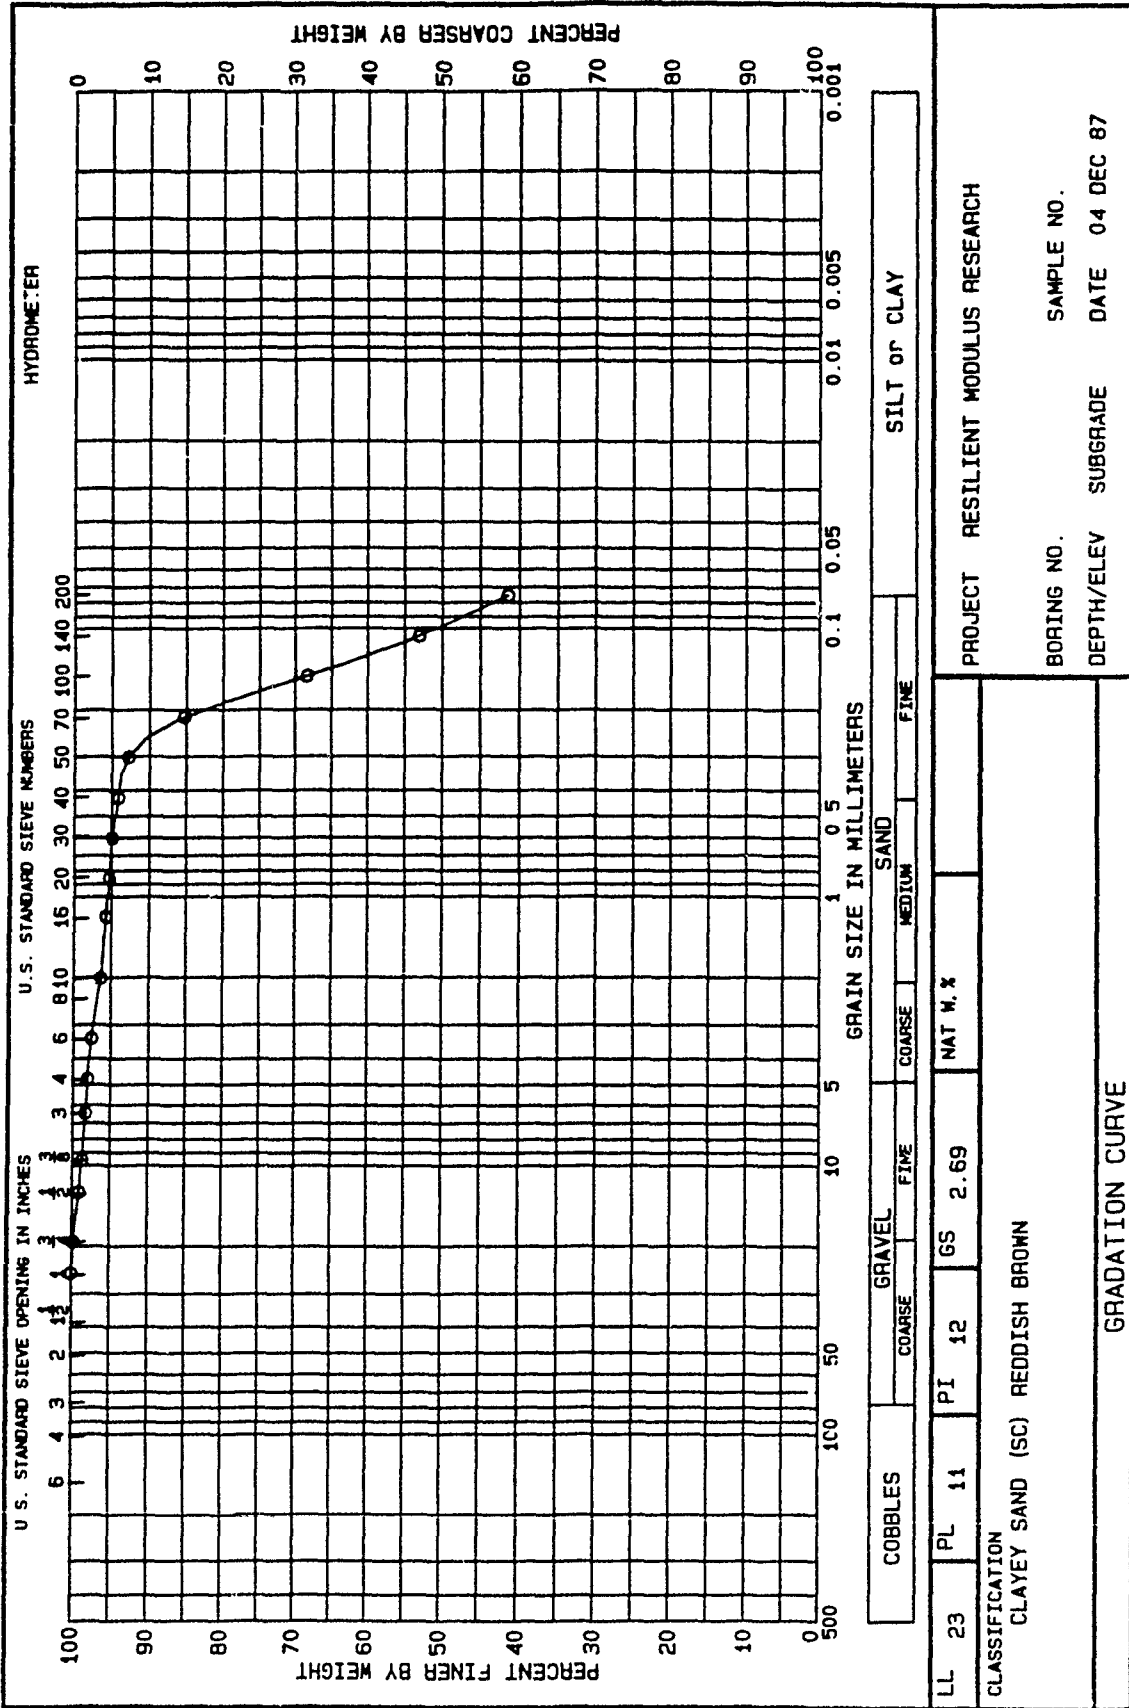 U S. STANDARD SIEVE OPENING IN INCHES U.S. STANDARD SIEVE NUMBERS HYDROMETER
6 4 3 2 1½ 1 ¾ ½ ⅜ 3 4 6 8 10 16 20 30 40 50 70 100 140 200
PERCENT FINER BY WEIGHT
100
90
80
70
60
50
40
30
20
10
0
PERCENT COARSER BY WEIGHT
0
10
20
30
40
50
60
70
80
90
100
500 100 50 10 5 1 0 5 0.1 0.05 0.01 0.005 0.001
GRAIN SIZE IN MILLIMETERS
COBBLES GRAVEL SAND SILT or CLAY
COARSE FINE COARSE MEDIUM FINE
LL 23 PL 11 PI 12 GS 2.69 NAT W.%
CLASSIFICATION
CLAYEY SAND (SC) REDDISH BROWN
PROJECT RESILIENT MODULUS RESEARCH
BORING NO. SAMPLE NO.
DEPTH/ELEV SUBGRADE DATE 04 DEC 87
GRADATION CURVE